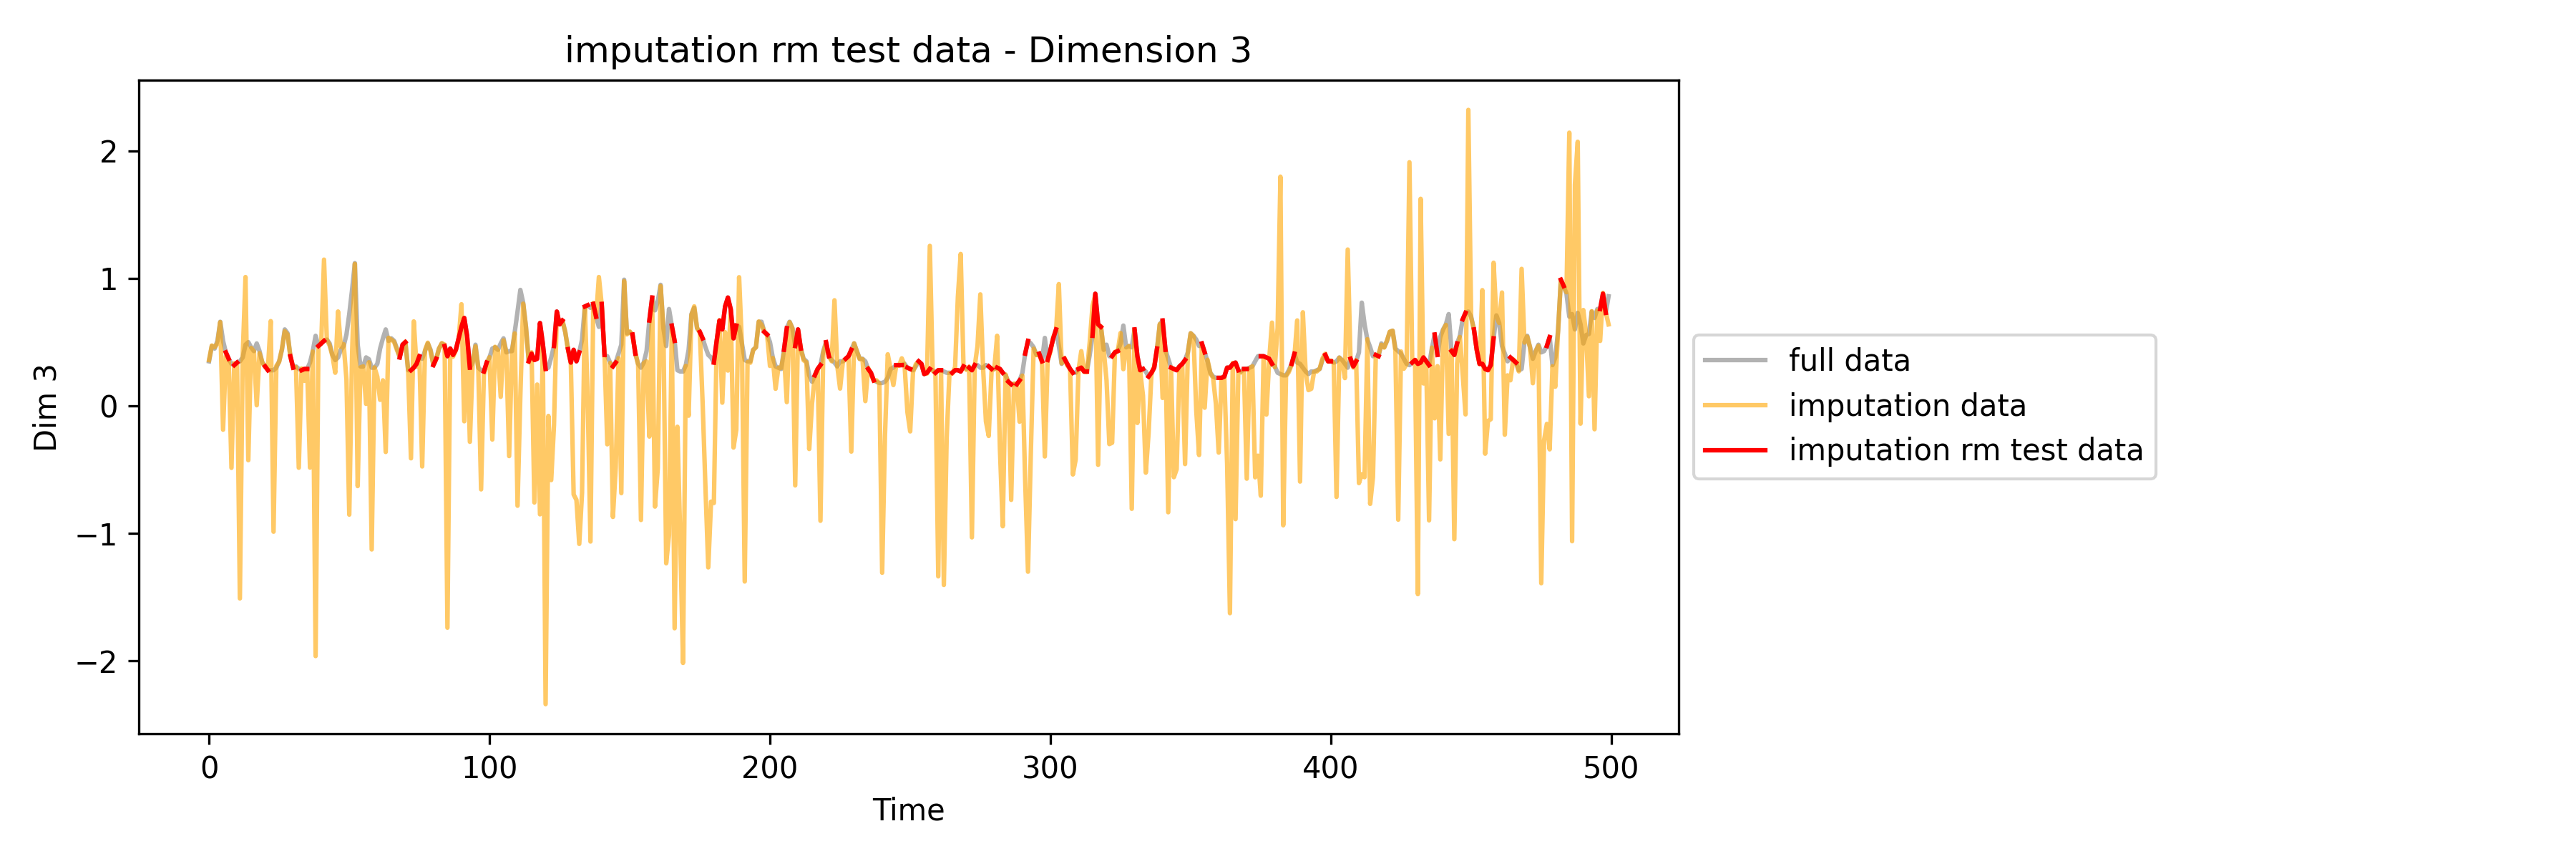 imputation rm test data - Dimension 3
2
1
0
−1
−2
Dim 3
0
100
200
300
400
500
Time
full data
imputation data
imputation rm test data